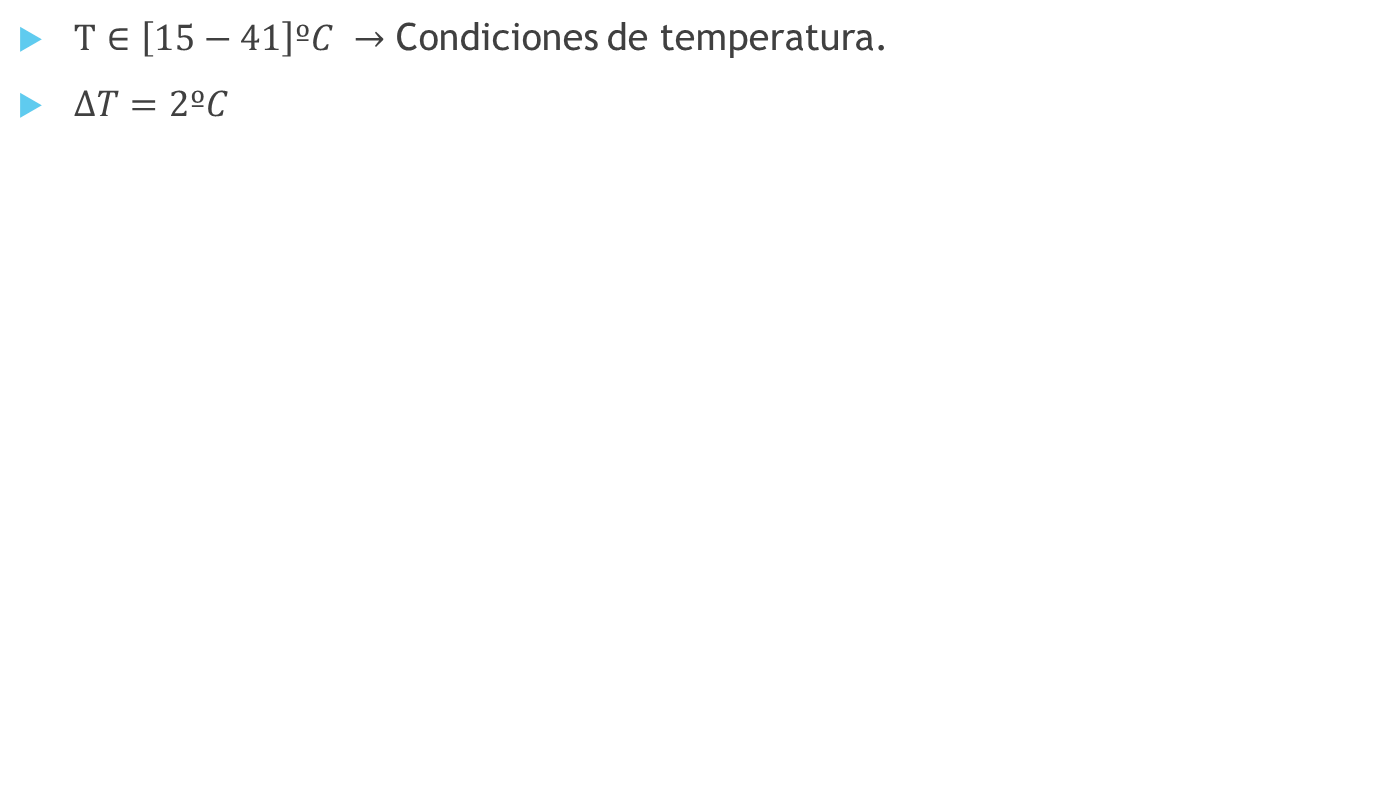 T ∈ [15 − 41]ºC → Condiciones de temperatura.
ΔT = 2ºC